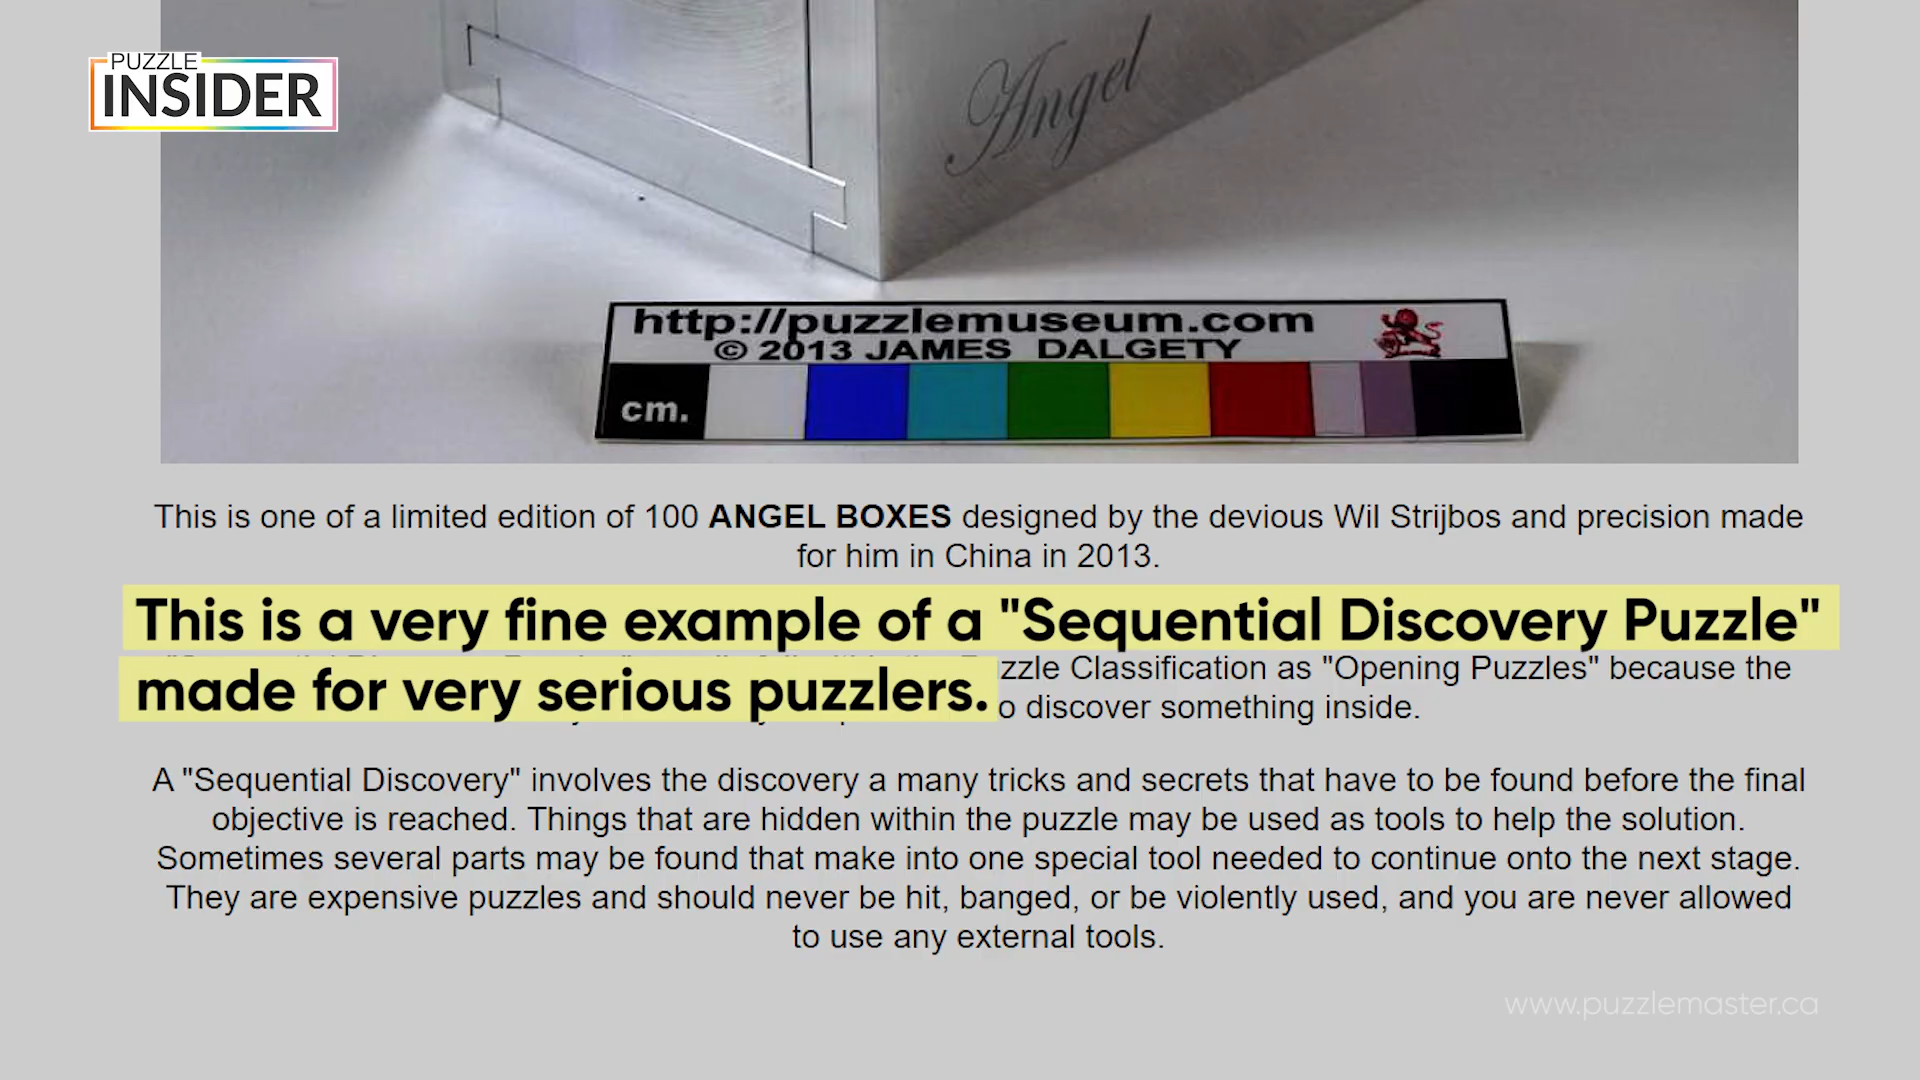 PUZZLE
INSIDER
Angel
http://puzzlemuseum.com
© 2013 JAMES DALGETY
cm.
This is one of a limited edition of 100 ANGEL BOXES designed by the devious Wil Strijbos and precision made
for him in China in 2013.
This is a very fine example of a "Sequential Discovery Puzzle"
made for very serious puzzlers.
Classification as "Opening Puzzles" because the
discover something inside.
A "Sequential Discovery" involves the discovery a many tricks and secrets that have to be found before the final
objective is reached. Things that are hidden within the puzzle may be used as tools to help the solution.
Sometimes several parts may be found that make into one special tool needed to continue onto the next stage.
They are expensive puzzles and should never be hit, banged, or be violently used, and you are never allowed
to use any external tools.
www.puzzlemaster.ca